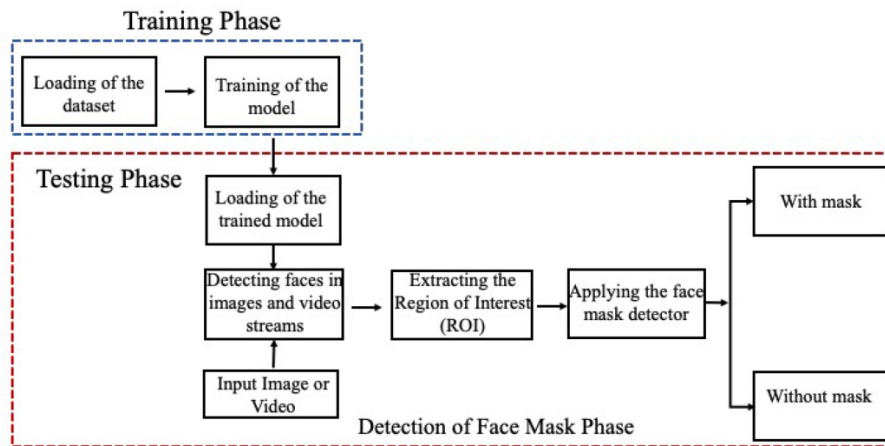 Training Phase
Loading of the
dataset
Training of the
model
Testing Phase
Loading of the
trained model
With mask
Detecting faces in
images and video
streams
Extracting the
Region of Interest
(ROI)
Applying the face
mask detector
Input Image or
Video
Without mask
Detection of Face Mask Phase